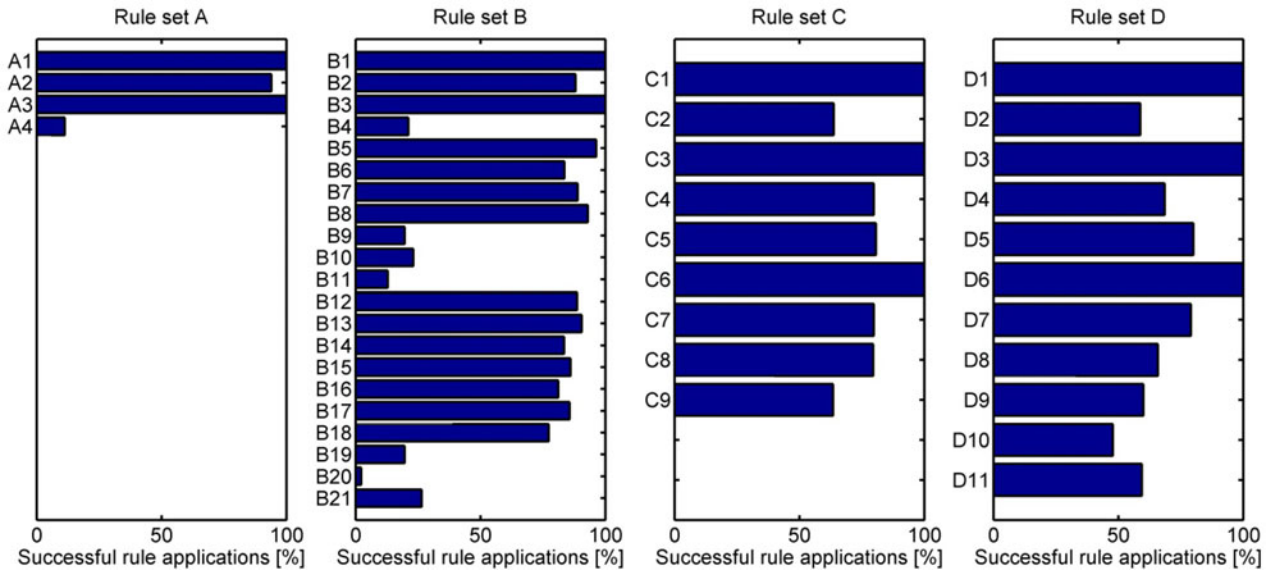 Rule set A
A1
A2
A3
A4
0 50 100
Successful rule applications [%]
Rule set B
B1
B2
B3
B4
B5
B6
B7
B8
B9
B10
B11
B12
B13
B14
B15
B16
B17
B18
B19
B20
B21
0 50 100
Successful rule applications [%]
Rule set C
C1
C2
C3
C4
C5
C6
C7
C8
C9
0 50 100
Successful rule applications [%]
Rule set D
D1
D2
D3
D4
D5
D6
D7
D8
D9
D10
D11
0 50 100
Successful rule applications [%]